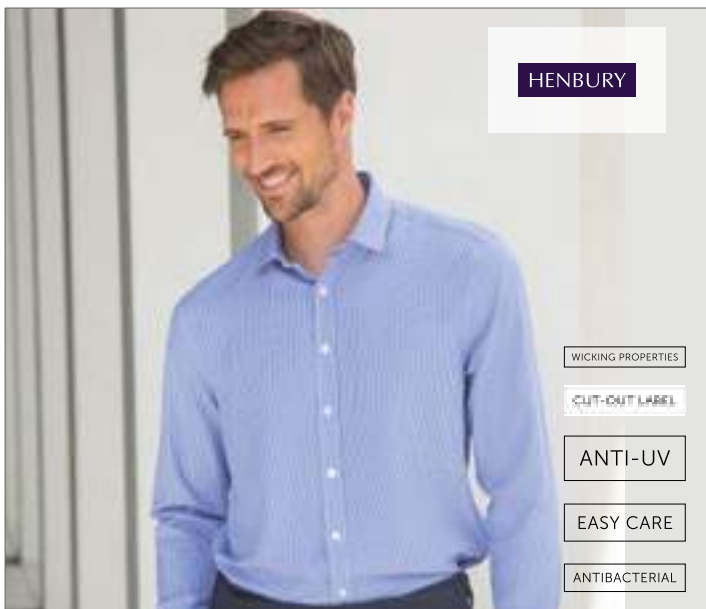 HENBURY
WICKING PROPERTIES
CUT-OUT LABEL
ANTI-UV
EASY CARE
ANTIBACTERIAL